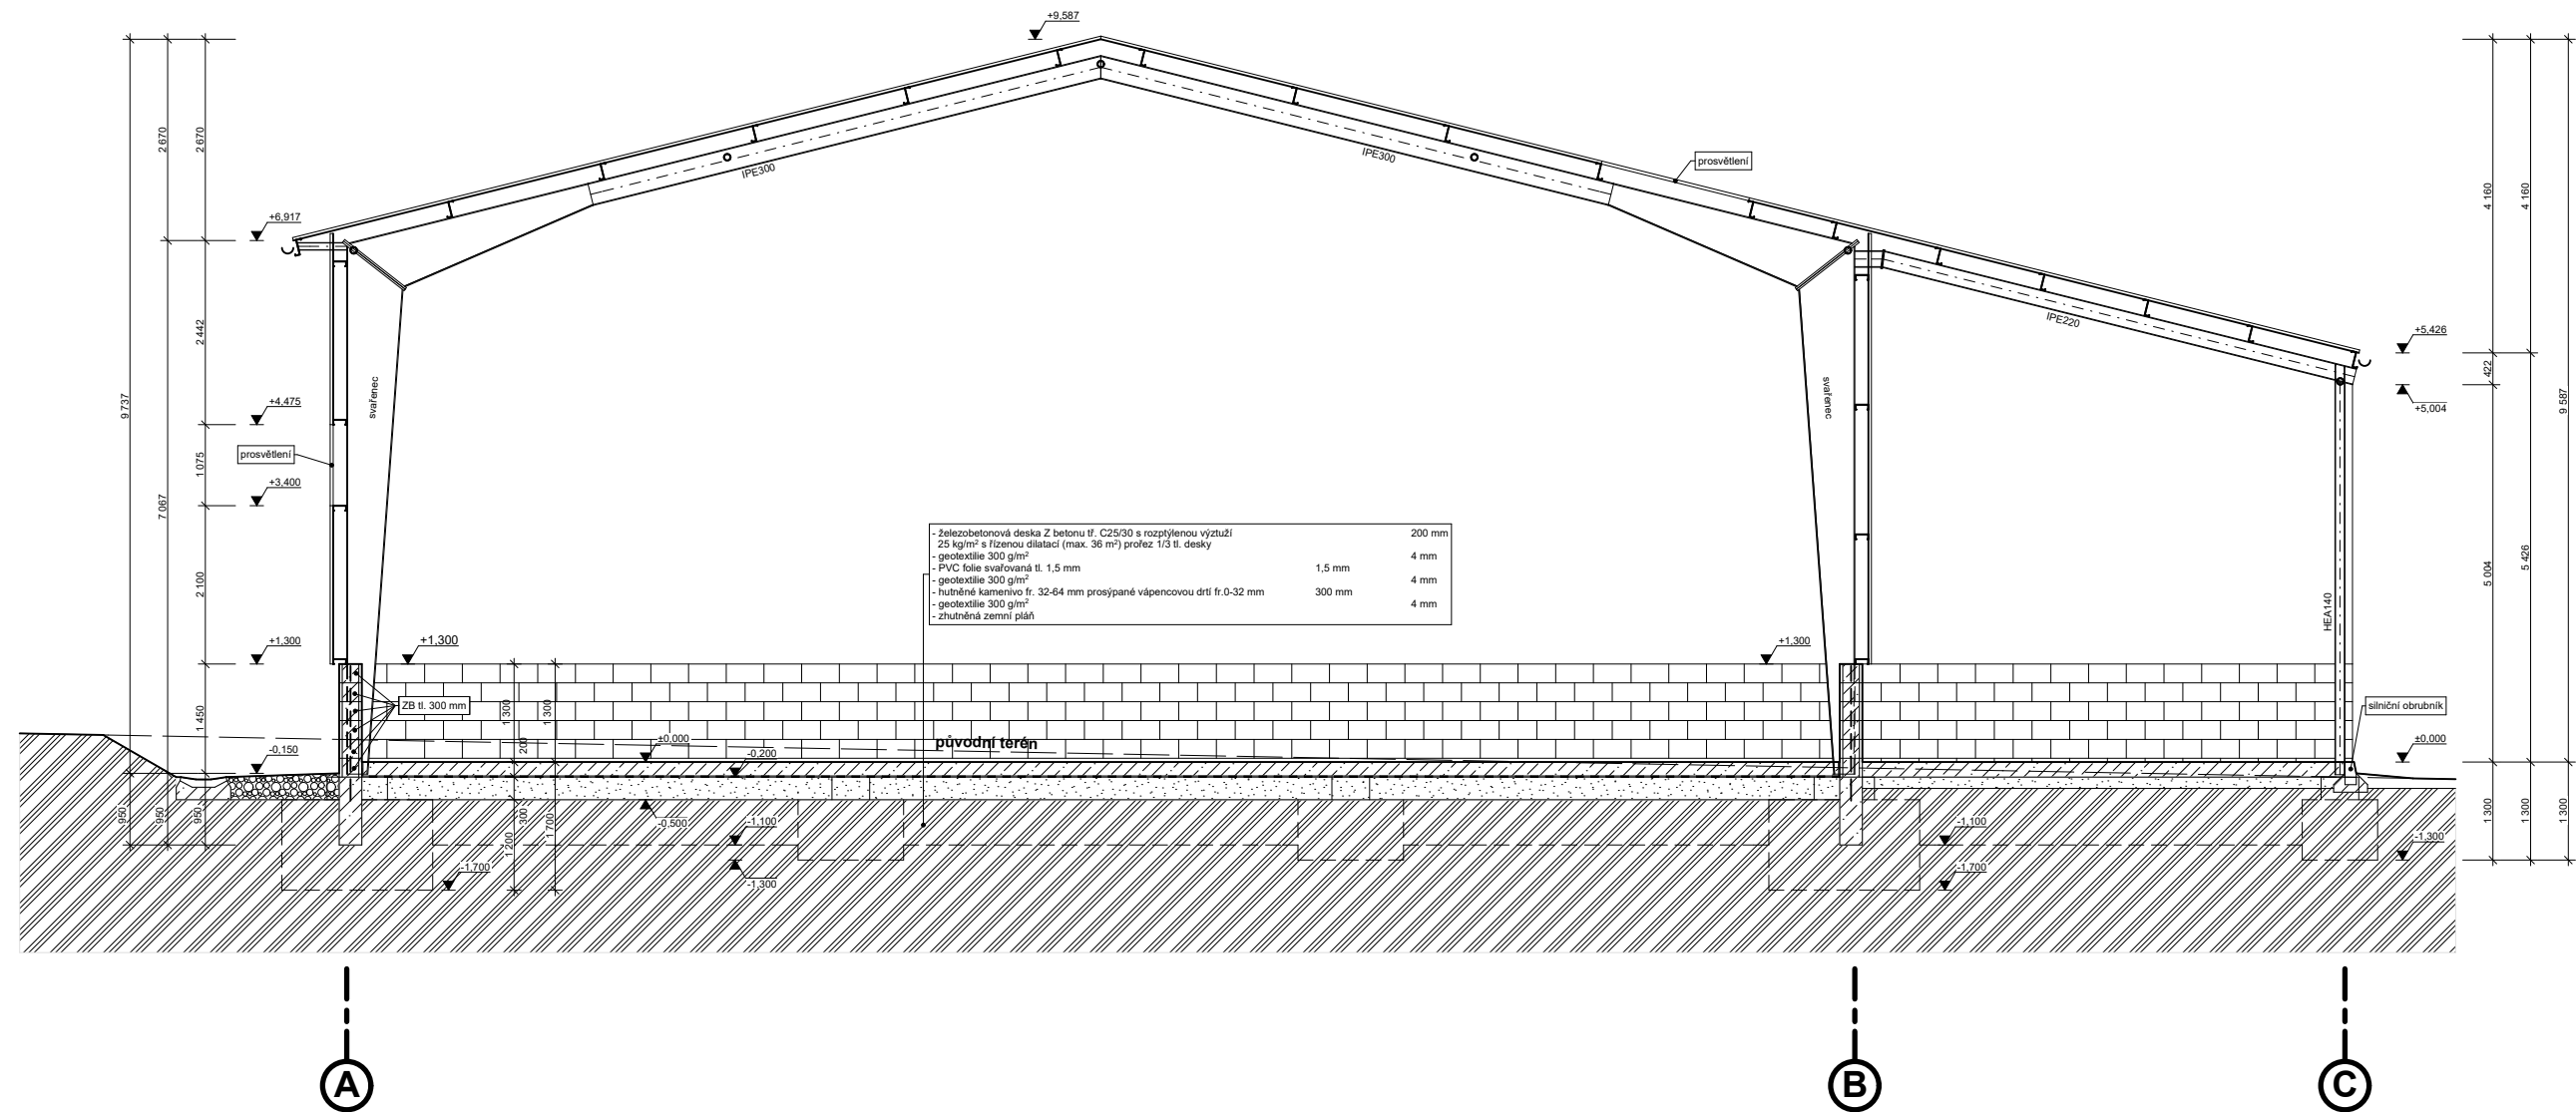 +9,587
2 670
2 670
4 160
4 160
prosvětlení
IPE300
IPE300
+6,917
IPE220
+5,426
422
+5,004
2 442
9 737
svařenec
svařenec
9 587
+4,475
prosvětlení
1 075
7 067
+3,400
- železobetonová deska Z betonu tř. C25/30 s rozptýlenou výztuží 200 mm
25 kg/m² s řízenou dilatací (max. 36 m²) prořez 1/3 tl. desky
- geotextilie 300 g/m² 4 mm
- PVC folie svařovaná tl. 1,5 mm 1,5 mm
- geotextilie 300 g/m² 4 mm
- hutněné kamenivo fr. 32-64 mm prosýpané vápencovou drtí fr.0-32 mm 300 mm
- geotextilie 300 g/m² 4 mm
- zhutněná zemní pláň
2 100
5 004
5 426
HEA140
+1,300
+1,300
+1,300
ZB tl. 300 mm
1 300
1 300
silniční obrubník
1 450
-0,150
200
±0,000
-0,200
původní terén
±0,000
950
950
950
300
1 200
1 700
-0,500
-1,100
-1,300
-1,100
-1,300
1 300
1 300
1 300
-1,700
-1,700
A
B
C